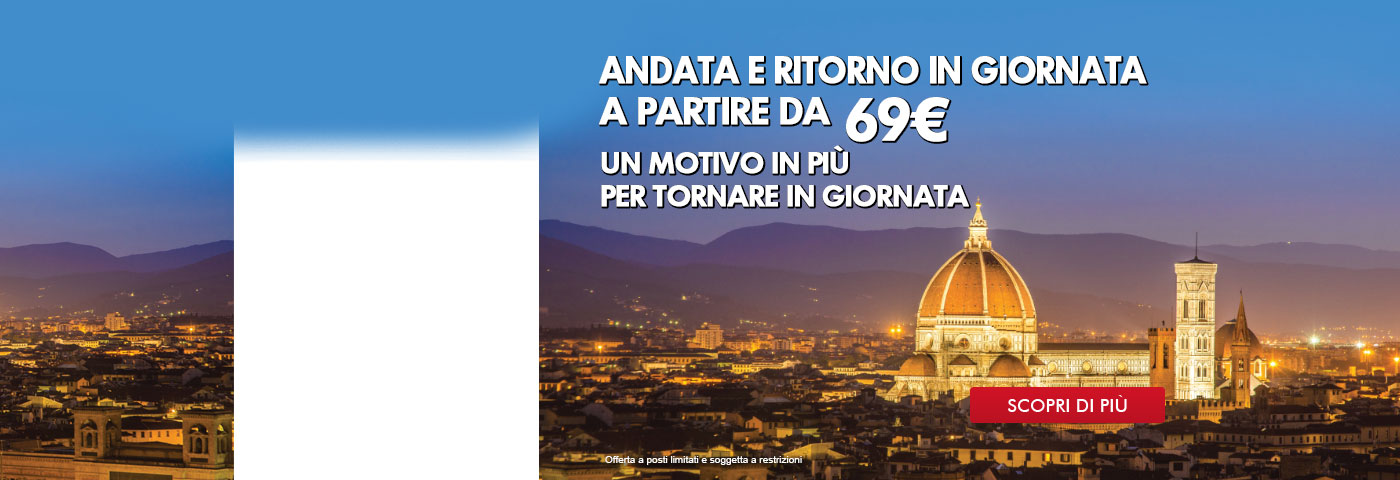 ANDATA E RITORNO IN GIORNATA
A PARTIRE DA 69€
UN MOTIVO IN PIÙ
PER TORNARE IN GIORNATA
SCOPRI DI PIÙ
Offerta a posti limitati e soggetta a restrizioni